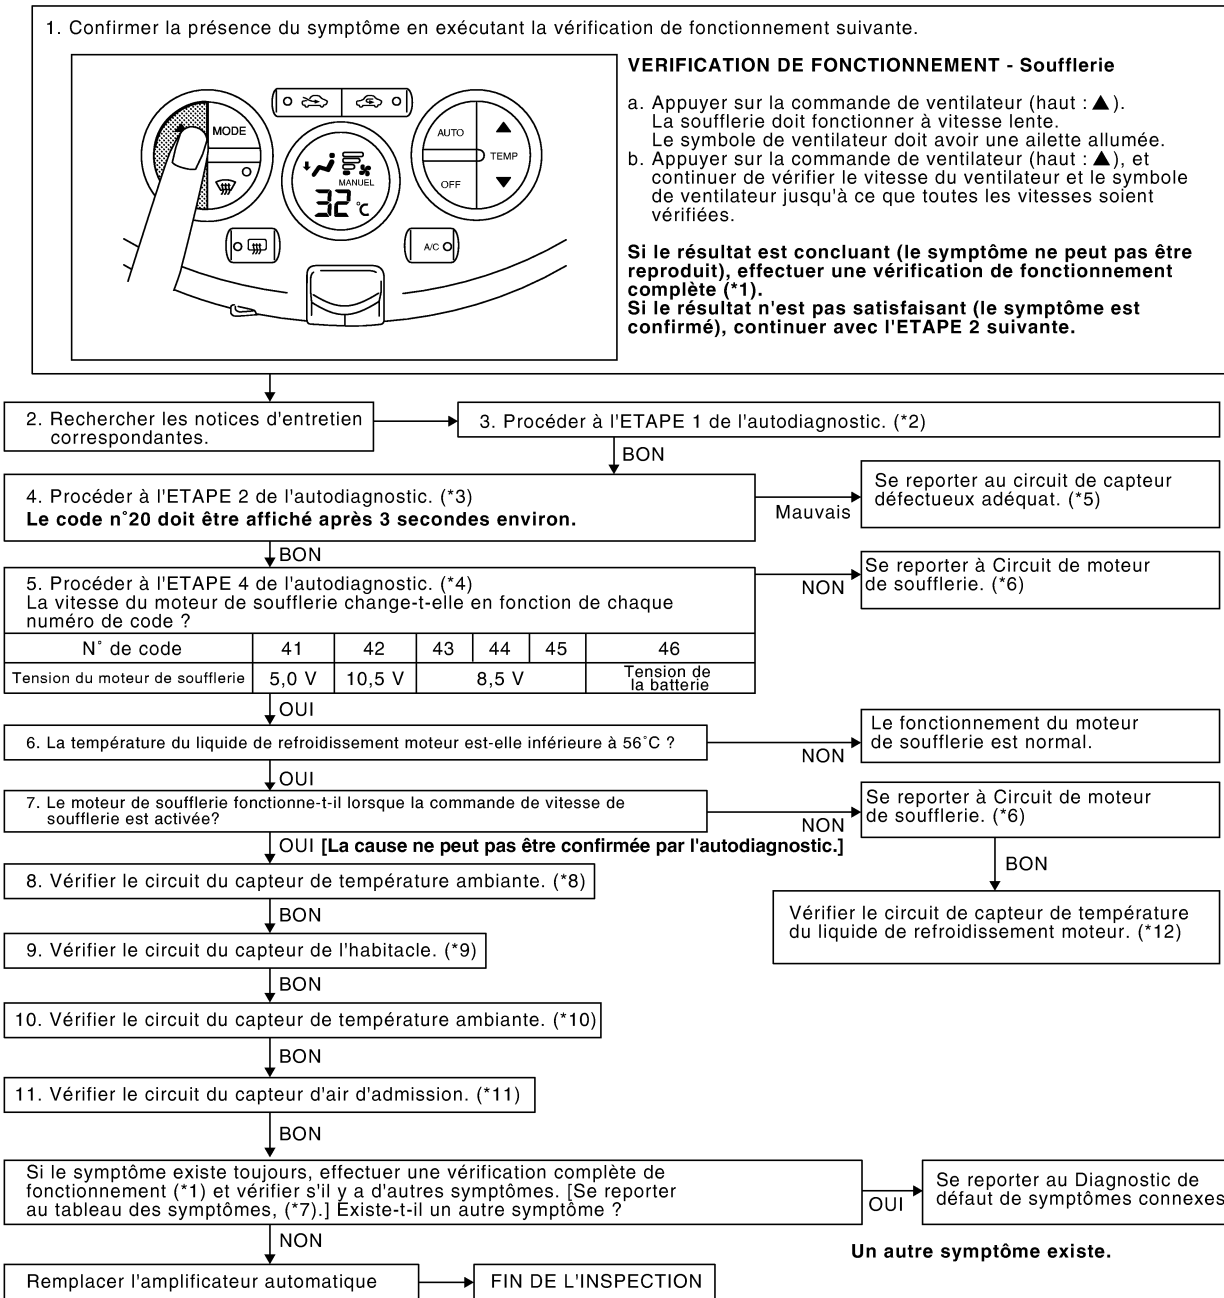 1. Confirmer la présence du symptôme en exécutant la vérification de fonctionnement suivante.
MODE
AUTO
OFF
TEMP
MANUEL
32 °C
A/C
VERIFICATION DE FONCTIONNEMENT - Soufflerie
a. Appuyer sur la commande de ventilateur (haut : ▲).
La soufflerie doit fonctionner à vitesse lente.
Le symbole de ventilateur doit avoir une ailette allumée.
b. Appuyer sur la commande de ventilateur (haut : ▲), et
continuer de vérifier le vitesse du ventilateur et le symbole
de ventilateur jusqu'à ce que toutes les vitesses soient
vérifiées.
Si le résultat est concluant (le symptôme ne peut pas être
reproduit), effectuer une vérification de fonctionnement
complète (*1).
Si le résultat n'est pas satisfaisant (le symptôme est
confirmé), continuer avec l'ETAPE 2 suivante.
2. Rechercher les notices d'entretien
correspondantes.
3. Procéder à l'ETAPE 1 de l'autodiagnostic. (*2)
BON
4. Procéder à l'ETAPE 2 de l'autodiagnostic. (*3)
Le code n°20 doit être affiché après 3 secondes environ.
Mauvais
Se reporter au circuit de capteur
défectueux adéquat. (*5)
BON
5. Procéder à l'ETAPE 4 de l'autodiagnostic. (*4)
La vitesse du moteur de soufflerie change-t-elle en fonction de chaque
numéro de code ?
NON
Se reporter à Circuit de moteur
de soufflerie. (*6)
N° de code 41 42 43 44 45 46
Tension du moteur de soufflerie 5,0 V 10,5 V 8,5 V Tension de
la batterie
OUI
6. La température du liquide de refroidissement moteur est-elle inférieure à 56°C ?
NON
Le fonctionnement du moteur
de soufflerie est normal.
OUI
7. Le moteur de soufflerie fonctionne-t-il lorsque la commande de vitesse de
soufflerie est activée?
NON
Se reporter à Circuit de moteur
de soufflerie. (*6)
OUI [La cause ne peut pas être confirmée par l'autodiagnostic.]
BON
Vérifier le circuit de capteur de température
du liquide de refroidissement moteur. (*12)
8. Vérifier le circuit du capteur de température ambiante. (*8)
BON
9. Vérifier le circuit du capteur de l'habitacle. (*9)
BON
10. Vérifier le circuit du capteur de température ambiante. (*10)
BON
11. Vérifier le circuit du capteur d'air d'admission. (*11)
BON
Si le symptôme existe toujours, effectuer une vérification complète de
fonctionnement (*1) et vérifier s'il y a d'autres symptômes. [Se reporter
au tableau des symptômes, (*7).] Existe-t-il un autre symptôme ?
OUI
Se reporter au Diagnostic de
défaut de symptômes connexes
Un autre symptôme existe.
NON
Remplacer l'amplificateur automatique
FIN DE L'INSPECTION